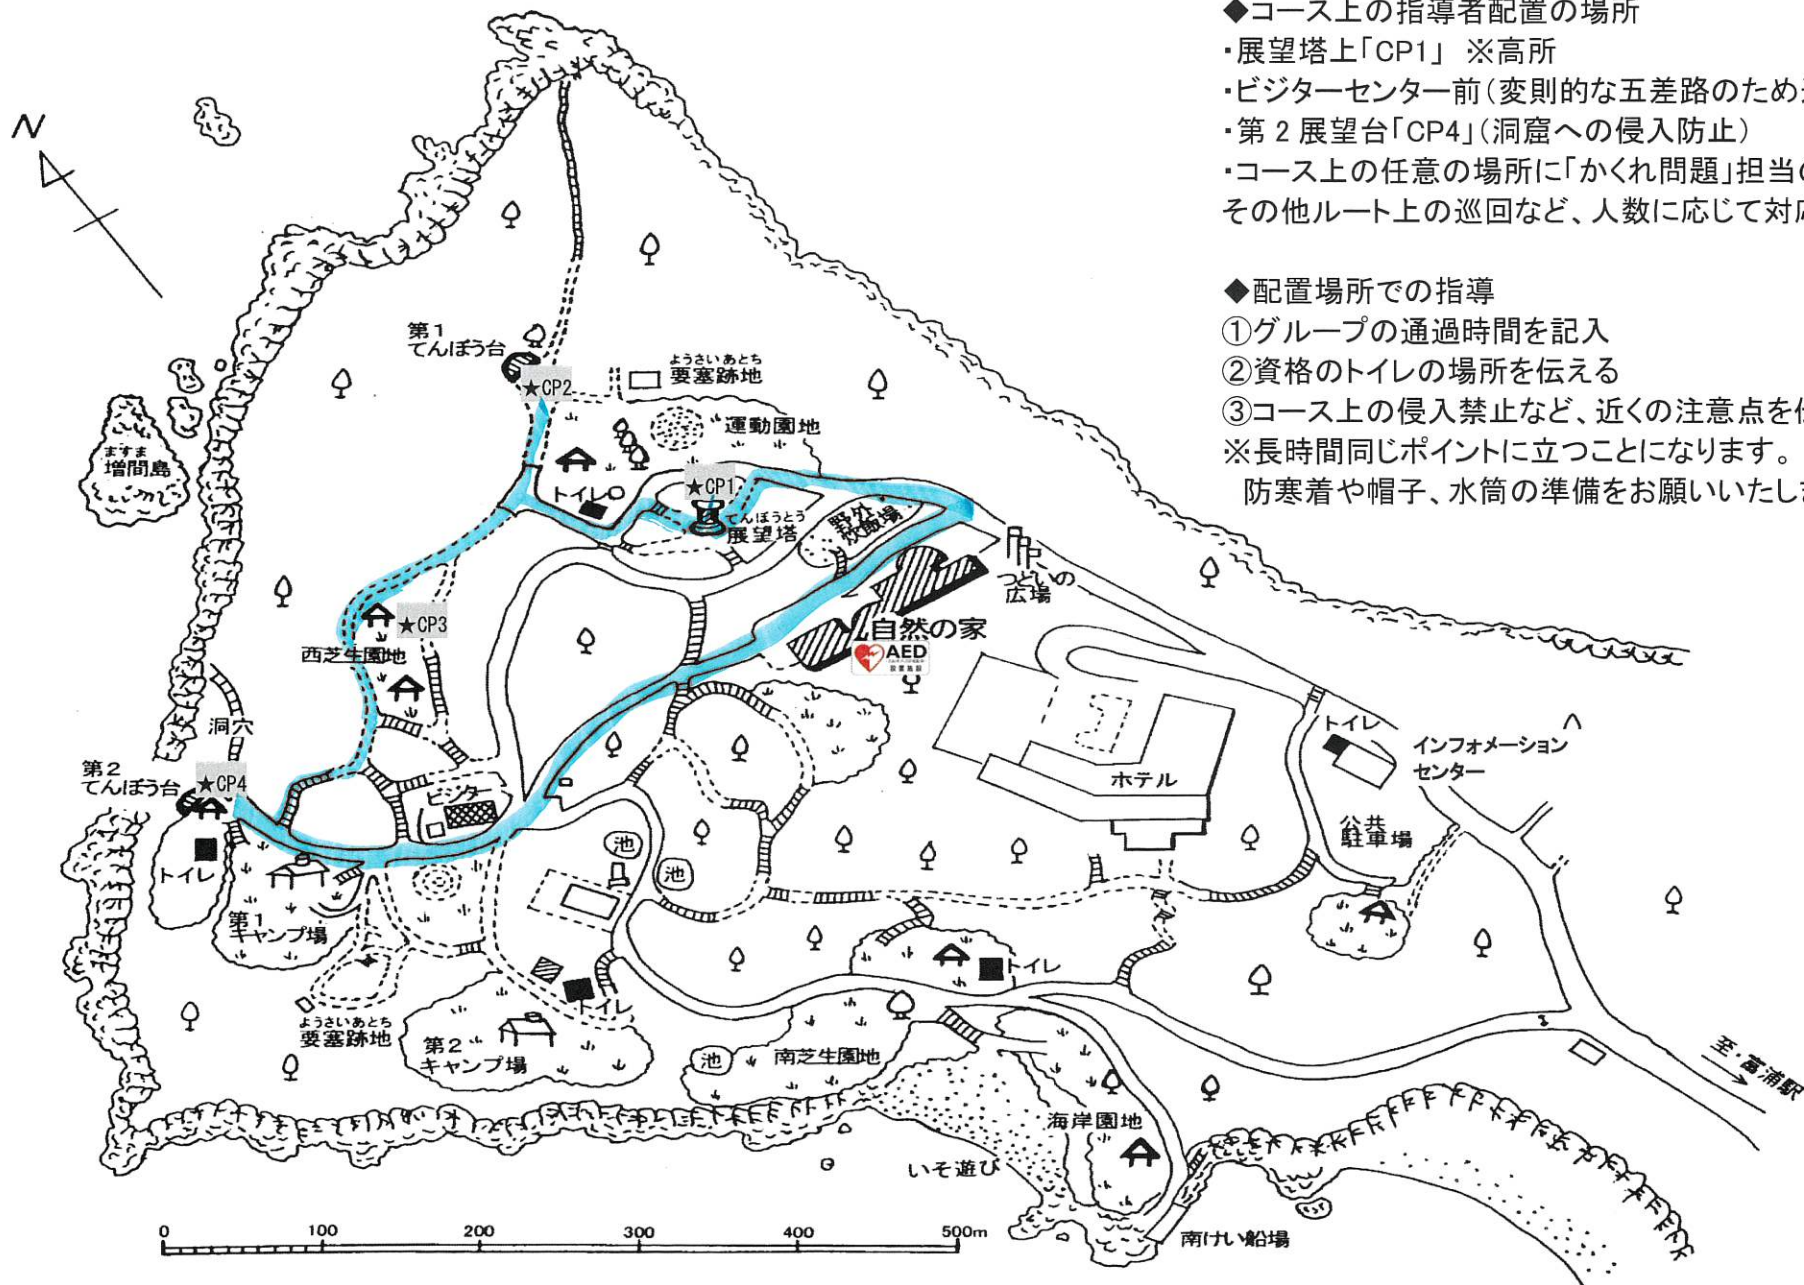 ◆コース上の指導者配置の場所
・展望塔上「CP1」 ※高所
・ビジターセンター前(変則的な五差路のため
・第2展望台「CP4」(洞窟への侵入防止)
・コース上の任意の場所に「かくれ問題」担当の
その他ルート上の巡回など、人数に応じて対応
◆配置場所での指導
①グループの通過時間を記入
②資格のトイレの場所を伝える
③コース上の侵入禁止など、近くの注意点を伝
※長時間同じポイントに立つことになります。
防寒着や帽子、水筒の準備をお願いいたしま
N
第1
てんぼう台
★CP2
ようさいあとち
要塞跡地
運動園地
ますま
増間島
トイレ
★CP1
てんぼうとう
展望塔
野外
炊飯場
つどいの
広場
自然の家
AED
★CP3
西芝生園地
洞穴
第2
てんぼう台
★CP4
センター
トイレ
第1
キャンプ場
池
池
ホテル
トイレ
インフォメーション
センター
公共
駐車場
トイレ
トイレ
ようさいあとち
要塞跡地
第2
キャンプ場
池
南芝生園地
至・富浦駅
海岸園地
いそ遊び
南けい船場
0 100 200 300 400 500m